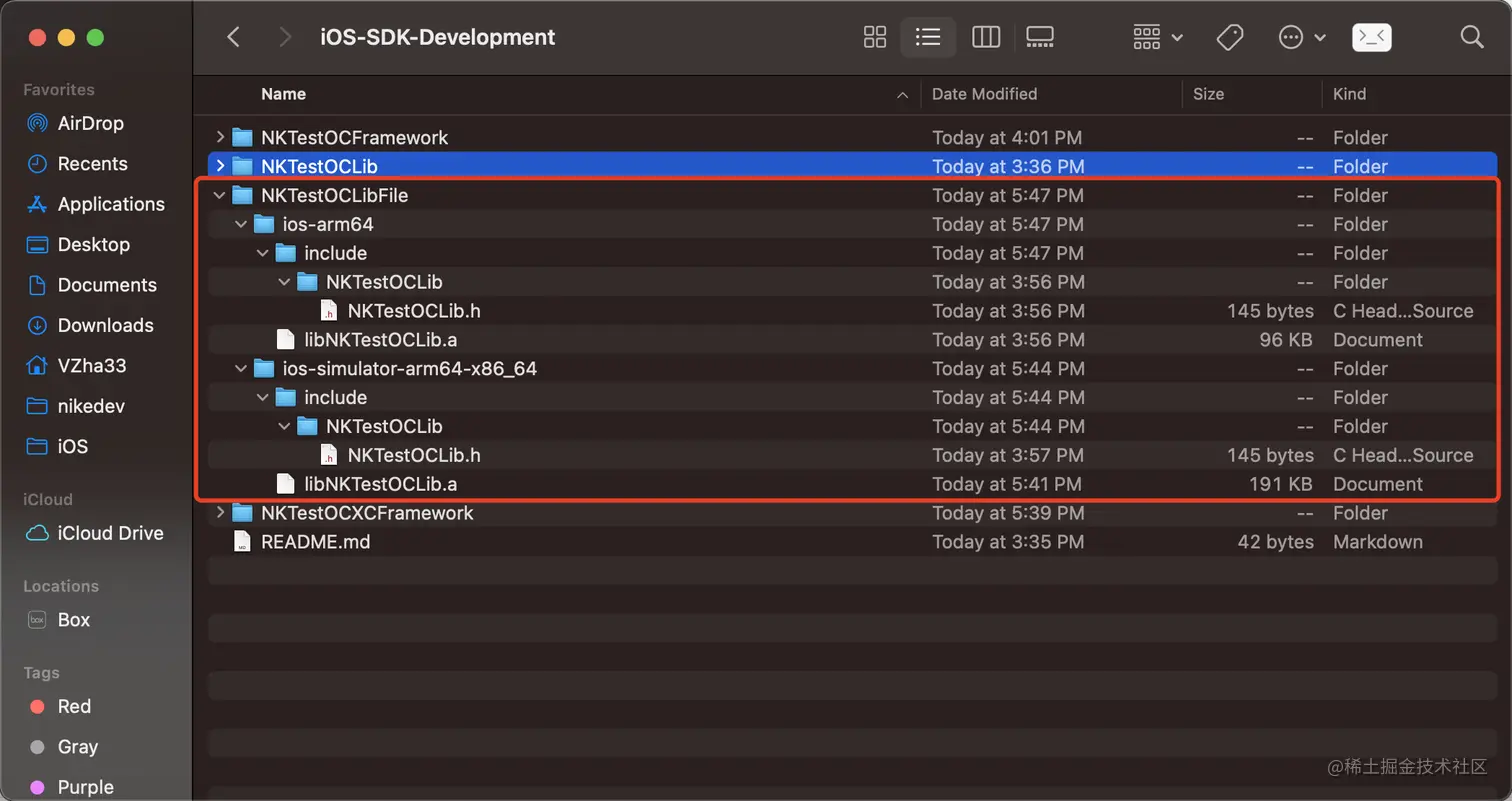 iOS-SDK-Development
Favorites
AirDrop
Recents
Applications
Desktop
Documents
Downloads
VZha33
nikedev
iOS
iCloud
iCloud Drive
Locations
box
Box
Tags
Red
Gray
Purple
Name Date Modified Size Kind
NKTestOCFramework Today at 4:01 PM -- Folder
NKTestOCLib Today at 3:36 PM -- Folder
NKTestOCLibFile Today at 5:47 PM -- Folder
ios-arm64 Today at 5:47 PM -- Folder
include Today at 5:47 PM -- Folder
NKTestOCLib Today at 3:56 PM -- Folder
.h NKTestOCLib.h Today at 3:56 PM 145 bytes C Head...Source
libNKTestOCLib.a Today at 3:56 PM 96 KB Document
ios-simulator-arm64-x86_64 Today at 5:44 PM -- Folder
include Today at 5:44 PM -- Folder
NKTestOCLib Today at 5:44 PM -- Folder
.h NKTestOCLib.h Today at 3:57 PM 145 bytes C Head...Source
libNKTestOCLib.a Today at 5:41 PM 191 KB Document
NKTestOCXCFramework Today at 5:39 PM -- Folder
README.md Today at 3:35 PM 42 bytes Markdown
@稀土掘金技术社区